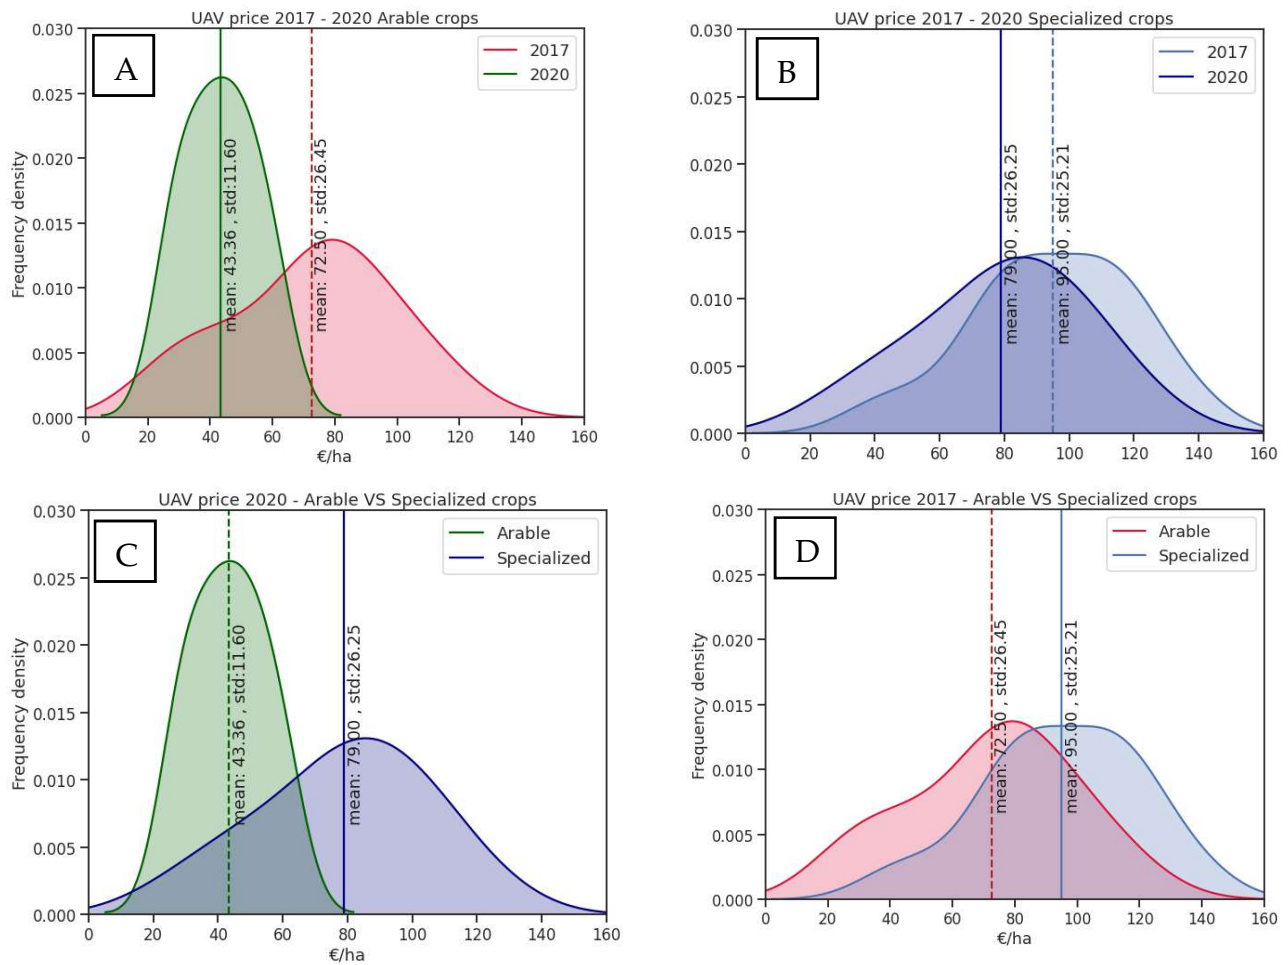 UAV price 2017 - 2020 Arable crops
A
2017
2020
0.030
0.025
0.020
0.015
0.010
0.005
0.000
Frequency density
mean: 43.36 , std:11.60
mean: 72.50 , std:26.45
0 20 40 60 80 100 120 140 160
€/ha
UAV price 2017 - 2020 Specialized crops
B
2017
2020
0.030
0.025
0.020
0.015
0.010
0.005
0.000
mean: 79.00 , std:26.25
mean: 95.00 , std:25.21
0 20 40 60 80 100 120 140 160
UAV price 2020 - Arable VS Specialized crops
C
Arable
Specialized
0.030
0.025
0.020
0.015
0.010
0.005
0.000
Frequency density
mean: 43.36 , std:11.60
mean: 79.00 , std:26.25
0 20 40 60 80 100 120 140 160
€/ha
UAV price 2017 - Arable VS Specialized crops
D
Arable
Specialized
0.030
0.025
0.020
0.015
0.010
0.005
0.000
Frequency density
mean: 72.50 , std:26.45
mean: 95.00 , std:25.21
0 20 40 60 80 100 120 140 160
€/ha